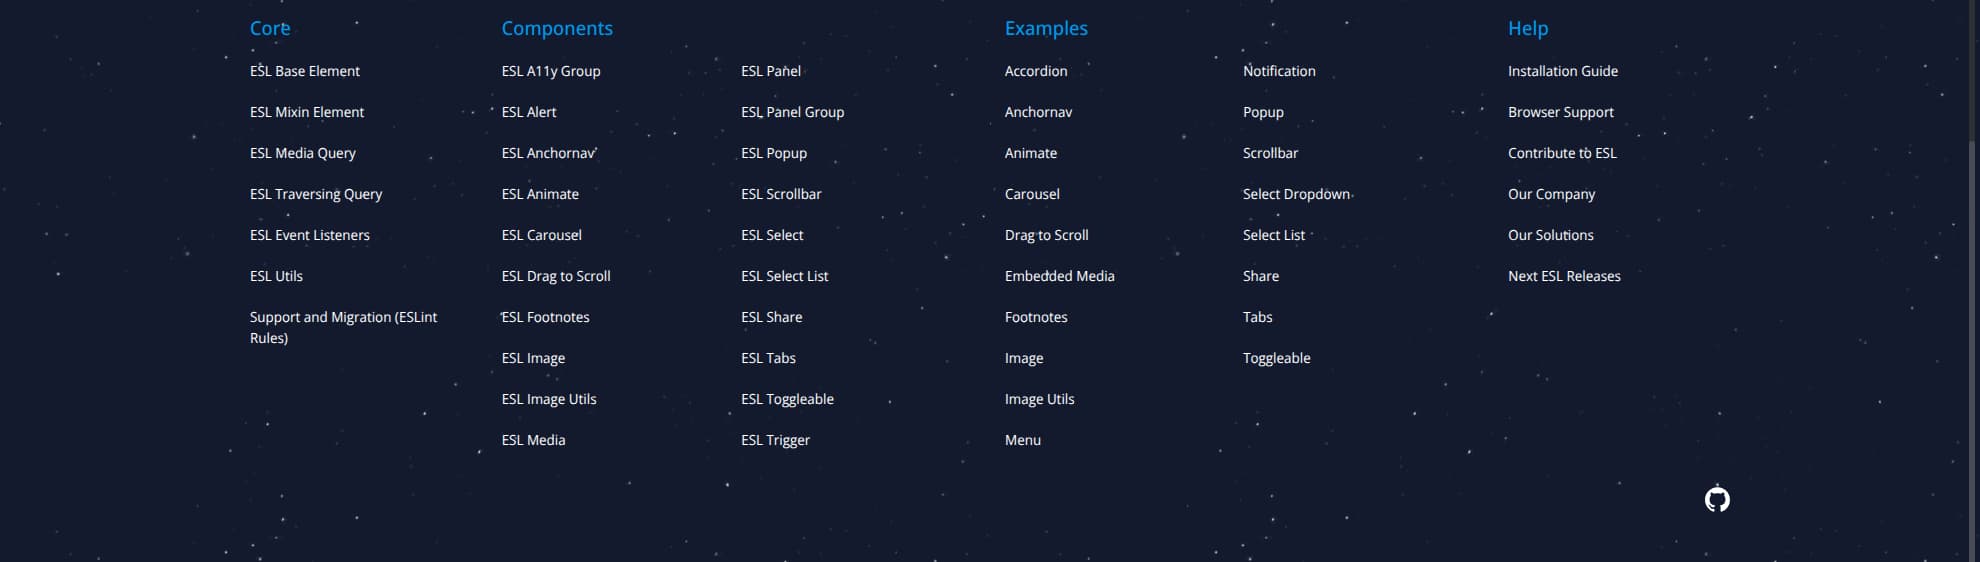 Core
ESL Base Element
ESL Mixin Element
ESL Media Query
ESL Traversing Query
ESL Event Listeners
ESL Utils
Support and Migration (ESLint
Rules)
Components
ESL A11y Group
ESL Alert
ESL Anchornav
ESL Animate
ESL Carousel
ESL Drag to Scroll
ESL Footnotes
ESL Image
ESL Image Utils
ESL Media
ESL Panel
ESL Panel Group
ESL Popup
ESL Scrollbar
ESL Select
ESL Select List
ESL Share
ESL Tabs
ESL Toggleable
ESL Trigger
Examples
Accordion
Anchornav
Animate
Carousel
Drag to Scroll
Embedded Media
Footnotes
Image
Image Utils
Menu
Notification
Popup
Scrollbar
Select Dropdown
Select List
Share
Tabs
Toggleable
Help
Installation Guide
Browser Support
Contribute to ESL
Our Company
Our Solutions
Next ESL Releases